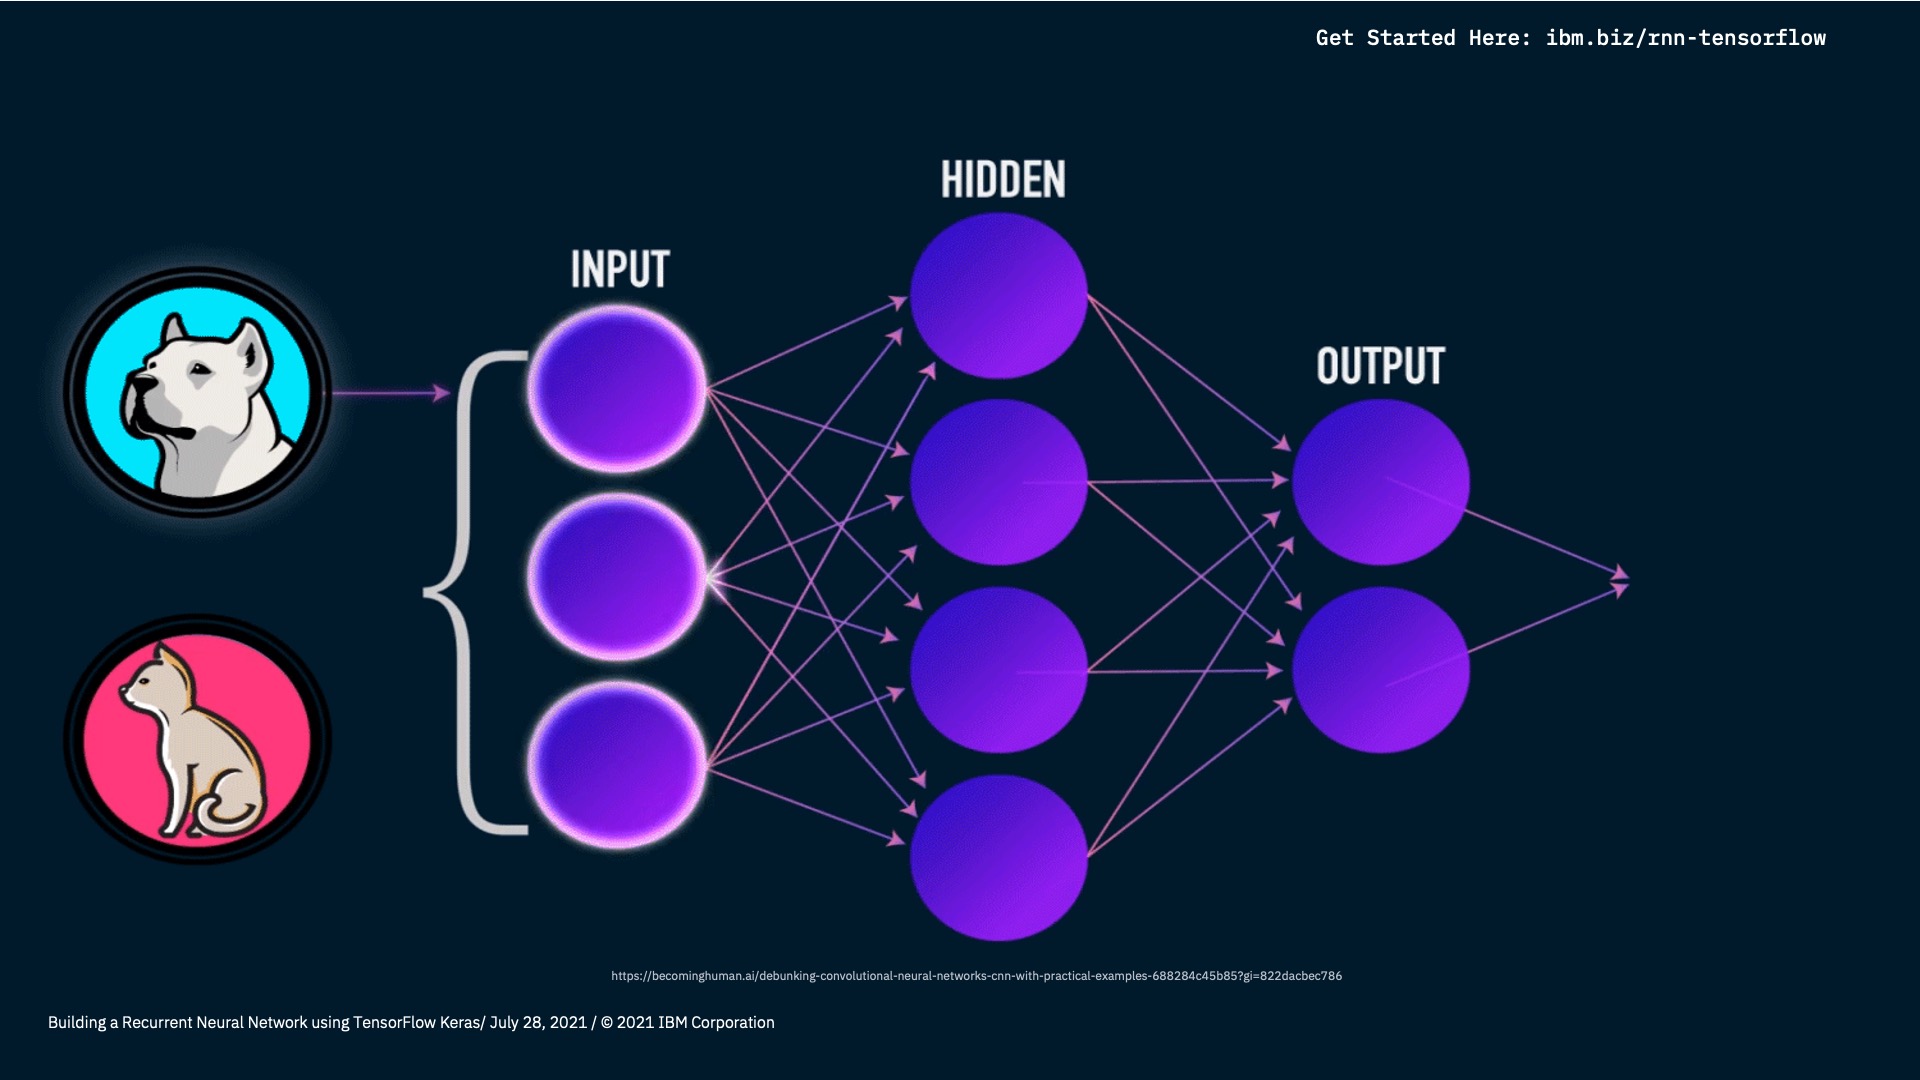 Get Started Here: ibm.biz/rnn-tensorflow
HIDDEN
INPUT
OUTPUT
https://becominghuman.ai/debunking-convolutional-neural-networks-cnn-with-practical-examples-688284c45b85?gi=822dacbec786
Building a Recurrent Neural Network using TensorFlow Keras/ July 28, 2021 / © 2021 IBM Corporation